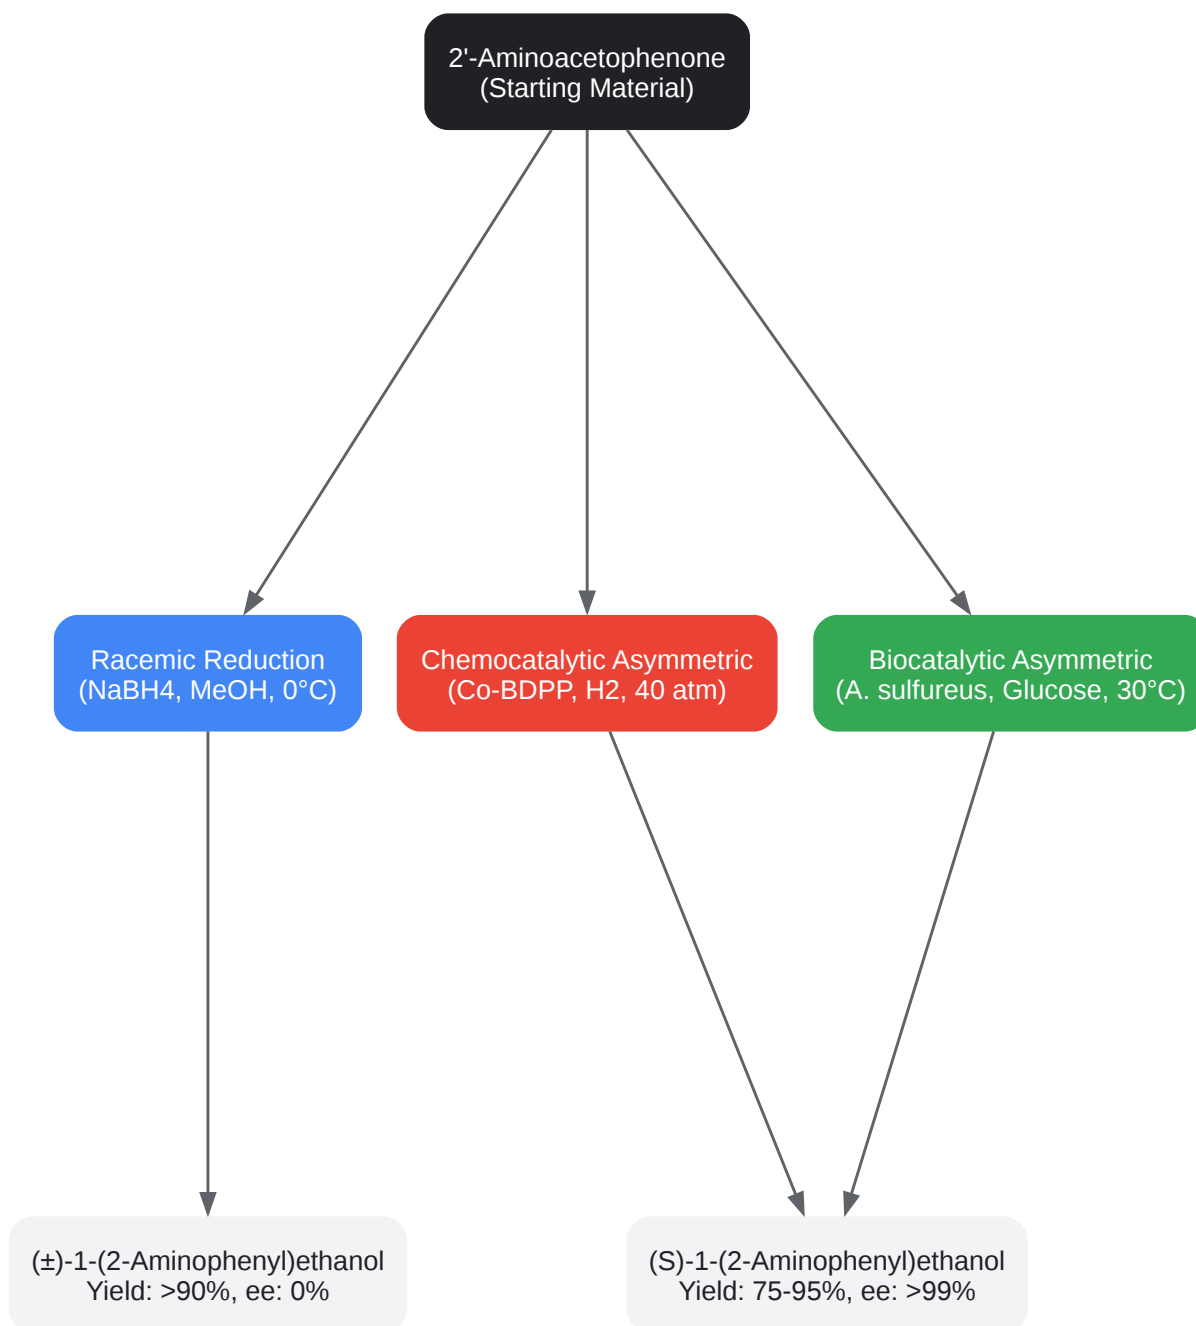 2'-Aminoacetophenone
(Starting Material)
Racemic Reduction
(NaBH4, MeOH, 0°C)
Chemocatalytic Asymmetric
(Co-BDPP, H2, 40 atm)
Biocatalytic Asymmetric
(A. sulfureus, Glucose, 30°C)
(±)-1-(2-Aminophenyl)ethanol
Yield: >90%, ee: 0%
(S)-1-(2-Aminophenyl)ethanol
Yield: 75-95%, ee: >99%